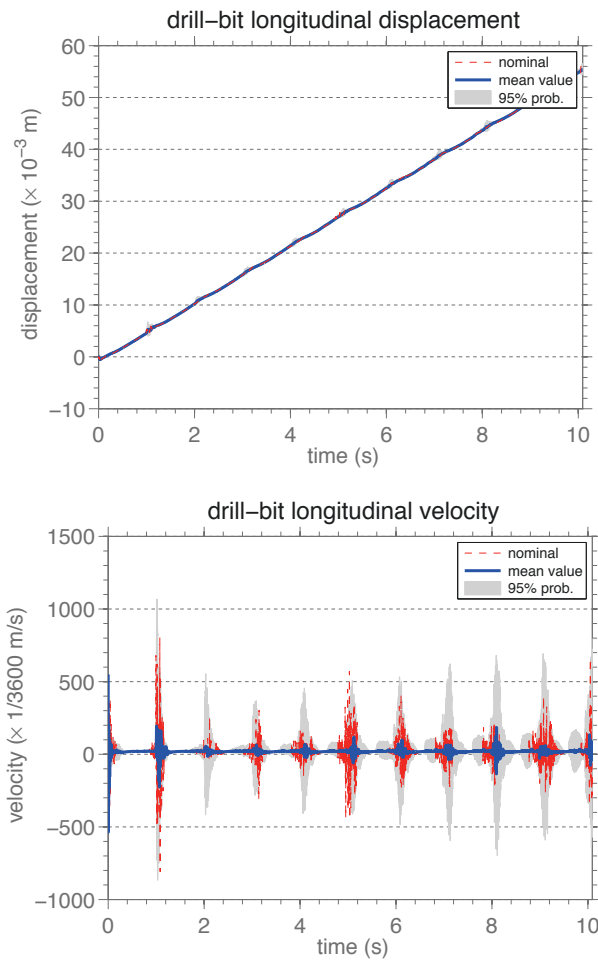 drill−bit longitudinal displacement
60
50
40
30
20
10
0
−10
displacement (× 10−3 m)
nominal
mean value
95% prob.
0 2 4 6 8 10
time (s)
drill−bit longitudinal velocity
1500
1000
500
0
−500
−1000
velocity (× 1/3600 m/s)
nominal
mean value
95% prob.
0 2 4 6 8 10
time (s)